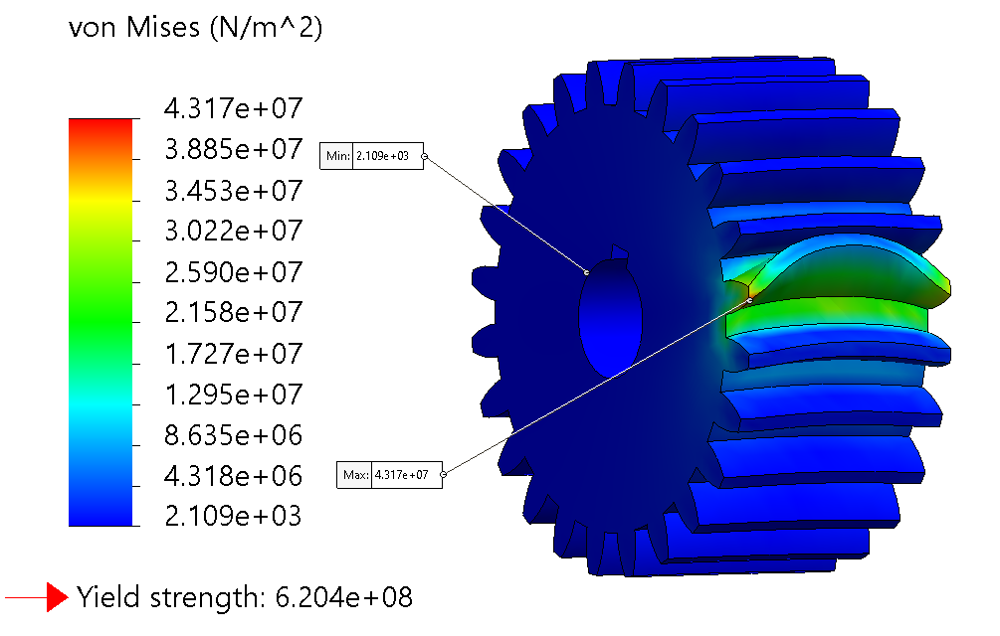 von Mises (N/m^2)
4.317e+07
3.885e+07
Min: 2.109e+03
3.453e+07
3.022e+07
2.590e+07
2.158e+07
1.727e+07
1.295e+07
8.635e+06
4.318e+06
Max: 4.317e+07
2.109e+03
Yield strength: 6.204e+08